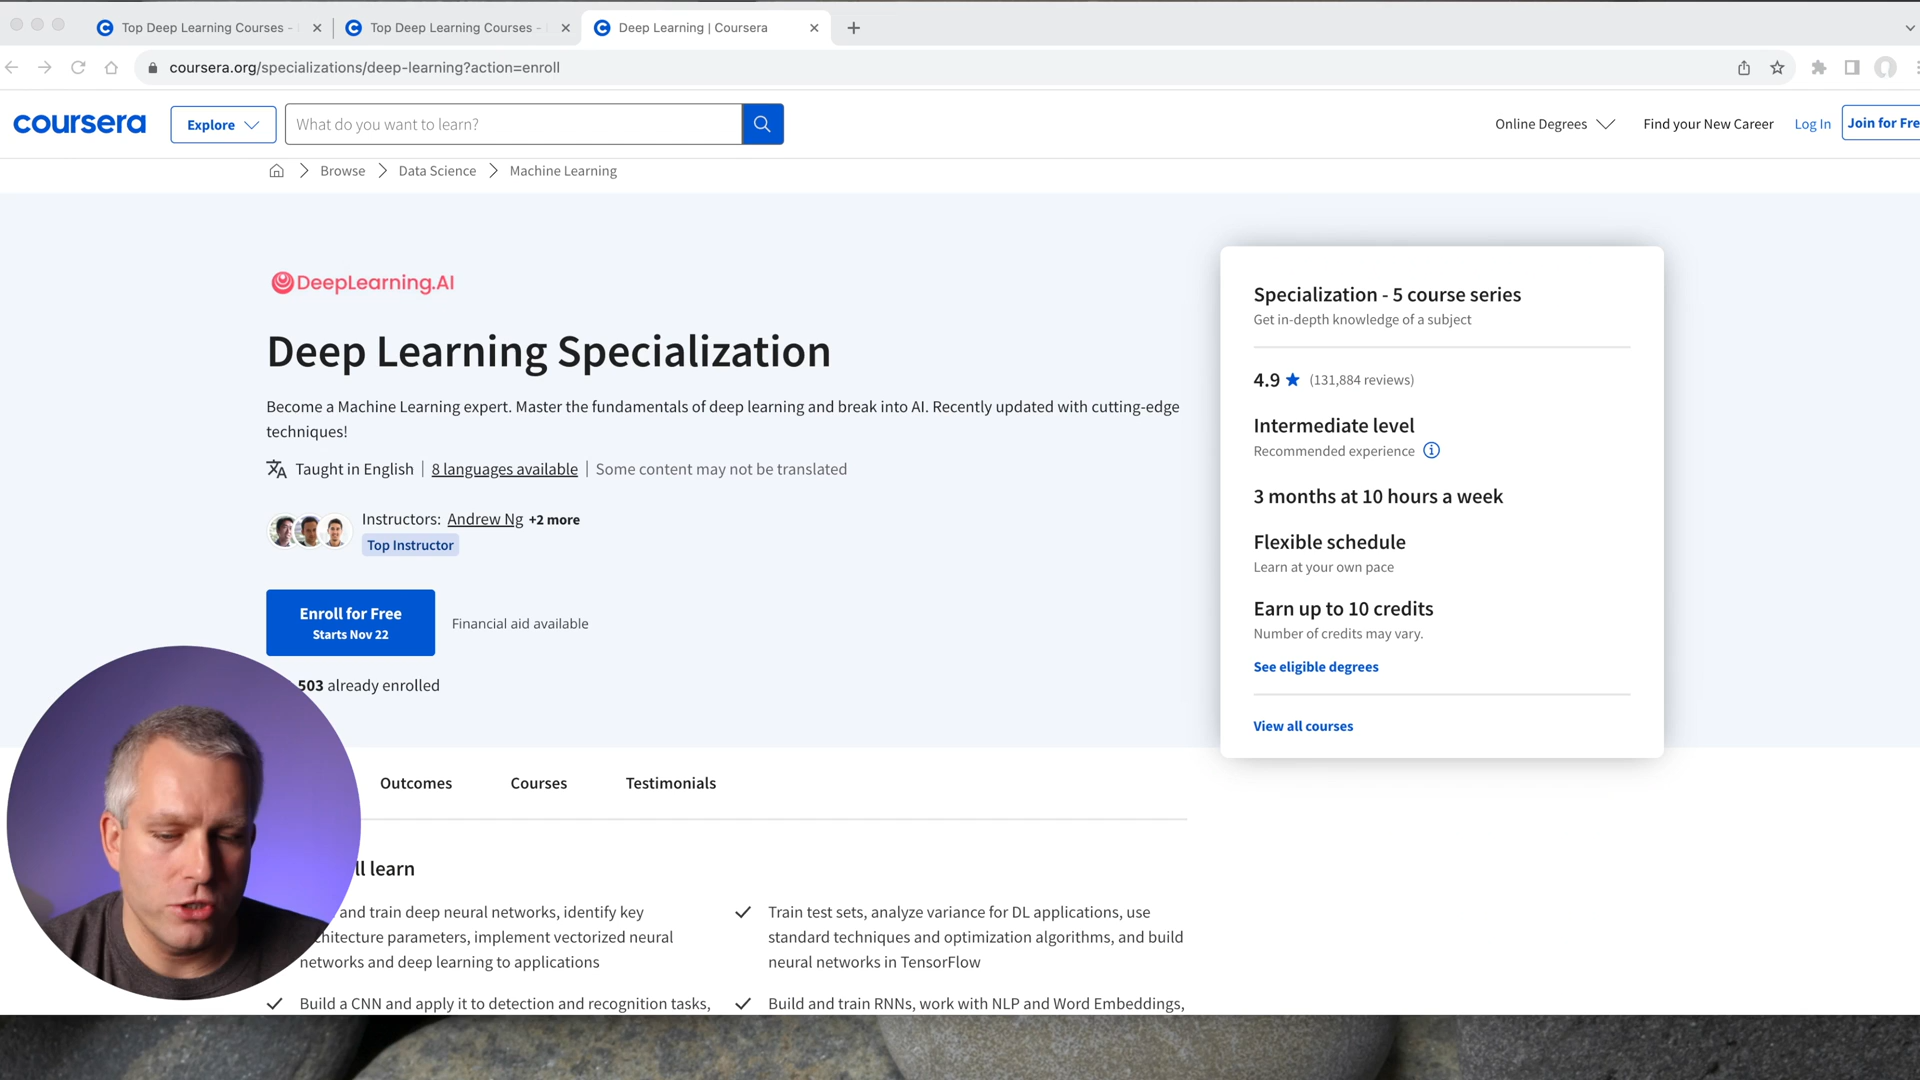 Top Deep Learning Courses -
Top Deep Learning Courses -
Deep Learning | Coursera
coursera.org/specializations/deep-learning?action=enroll
coursera
Explore
What do you want to learn?
Online Degrees
Find your New Career
Log In
Join for Fre
Browse
Data Science
Machine Learning
DeepLearning.AI
Deep Learning Specialization
Become a Machine Learning expert. Master the fundamentals of deep learning and break into AI. Recently updated with cutting-edge
techniques!
Taught in English | 8 languages available | Some content may not be translated
Instructors: Andrew Ng +2 more
Top Instructor
Enroll for Free
Starts Nov 22
Financial aid available
503 already enrolled
Specialization - 5 course series
Get in-depth knowledge of a subject
4.9 ★ (131,884 reviews)
Intermediate level
Recommended experience
3 months at 10 hours a week
Flexible schedule
Learn at your own pace
Earn up to 10 credits
Number of credits may vary.
See eligible degrees
View all courses
Outcomes
Courses
Testimonials
ll learn
and train deep neural networks, identify key
chitecture parameters, implement vectorized neural
networks and deep learning to applications
Train test sets, analyze variance for DL applications, use
standard techniques and optimization algorithms, and build
neural networks in TensorFlow
Build a CNN and apply it to detection and recognition tasks,
Build and train RNNs, work with NLP and Word Embeddings,